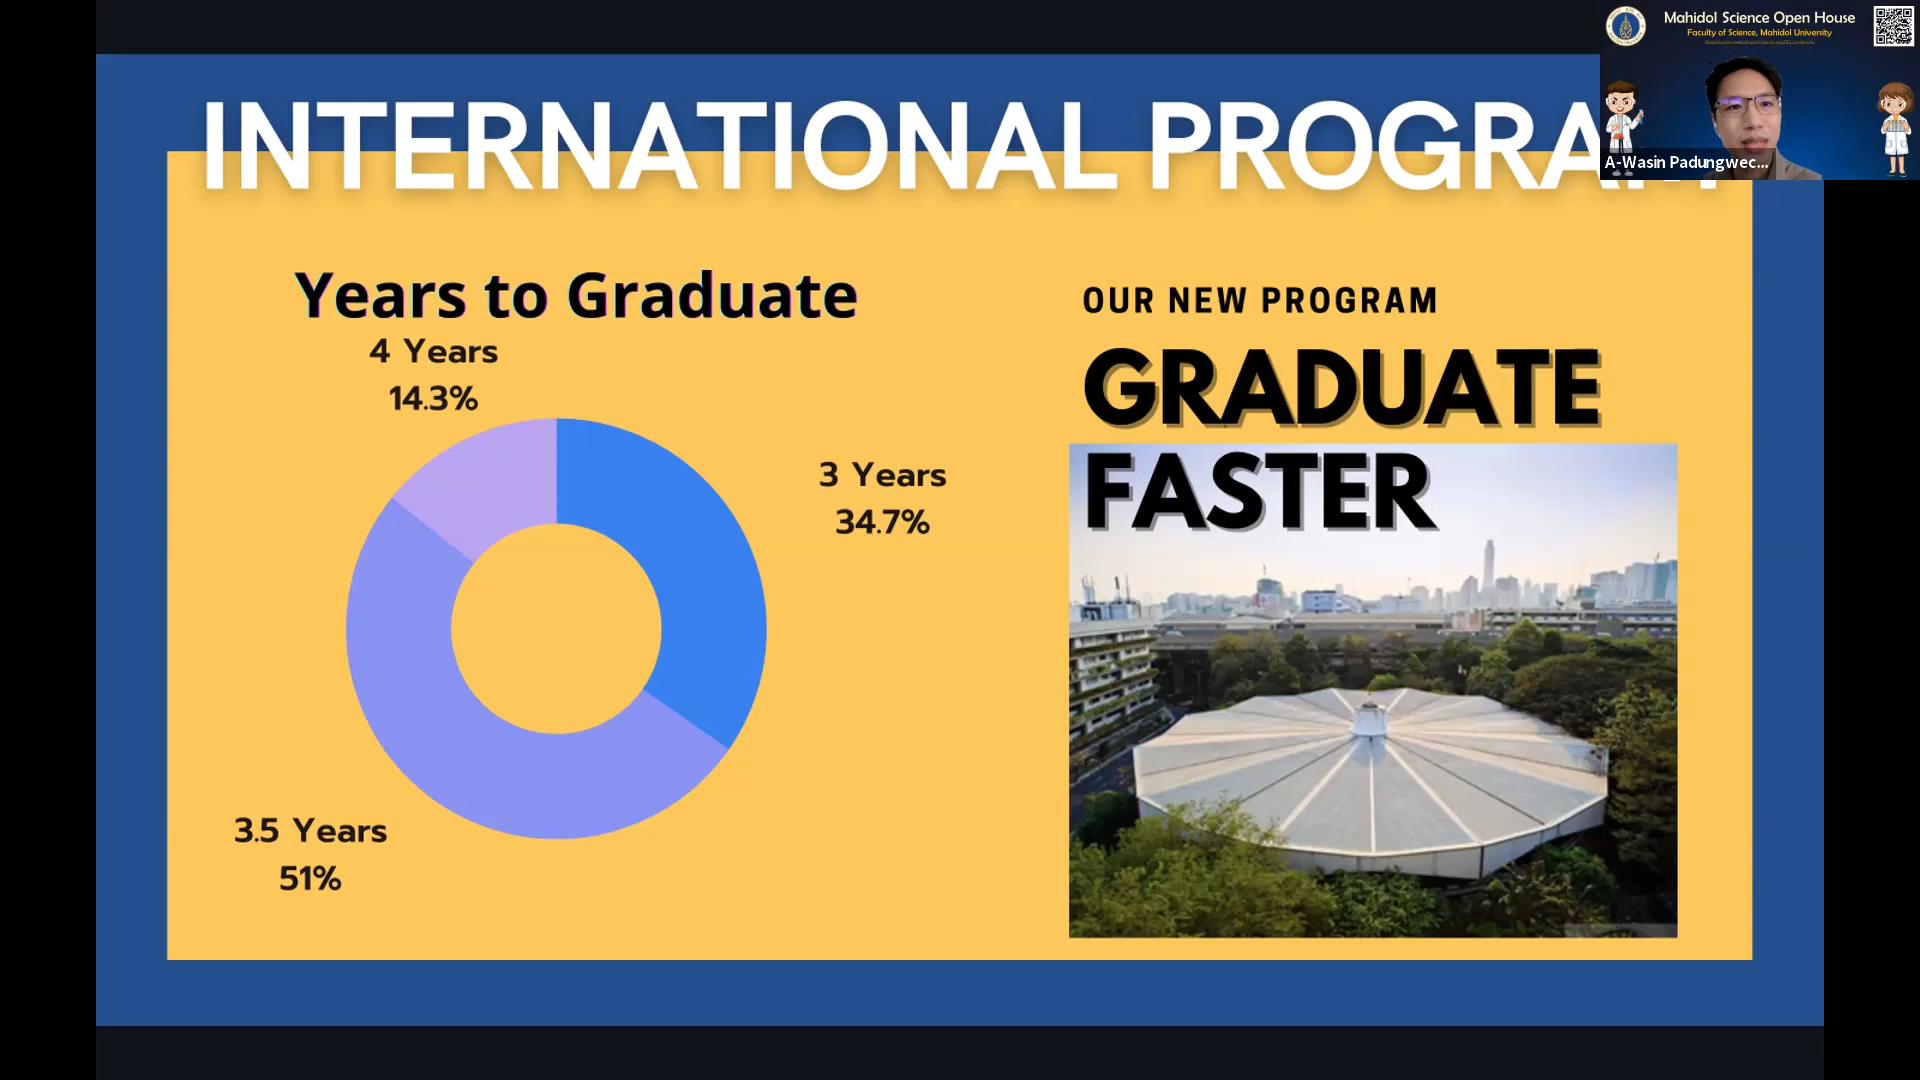 Mahidol Science Open House
Faculty of Science, Mahidol University
A-Wasin Padungwec...
INTERNATIONAL PROGRAM
Years to Graduate
4 Years
14.3%
3 Years
34.7%
3.5 Years
51%
OUR NEW PROGRAM
GRADUATE
FASTER